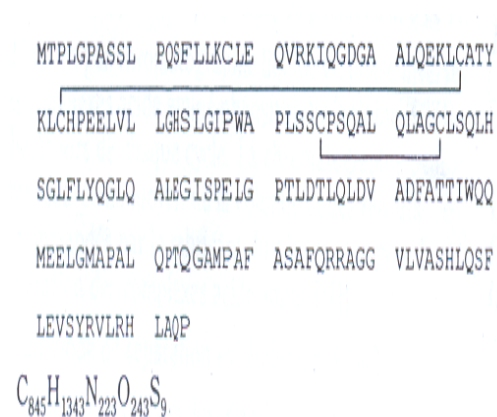 MTPLGPASSL PQSFLLKCLE QVRKIQGDGA ALQEKLCATY
KLCHPEELVL LGHSLGIPWA PLSSCPSQAL QLAGCLSQLH
SGLFLYQGLQ ALEGISPELG PTLDTLQLDV ADFATTIWQQ
MEELGMAPAL QPTQGAMPAF ASAFQRRAGG VLVASHLQSF
LEVSYRVLRH LAQP
C₈₄₅H₁₃₄₃N₂₂₃O₂₄₃S₉